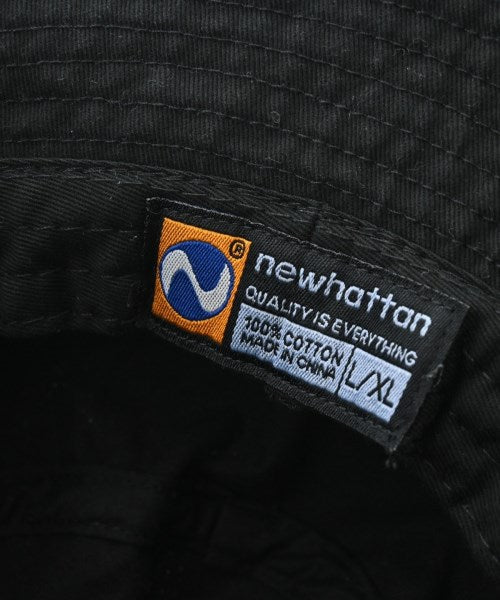 ®
newhattan
QUALITY IS EVERYTHING
100% COTTON
MADE IN CHINA
L/XL